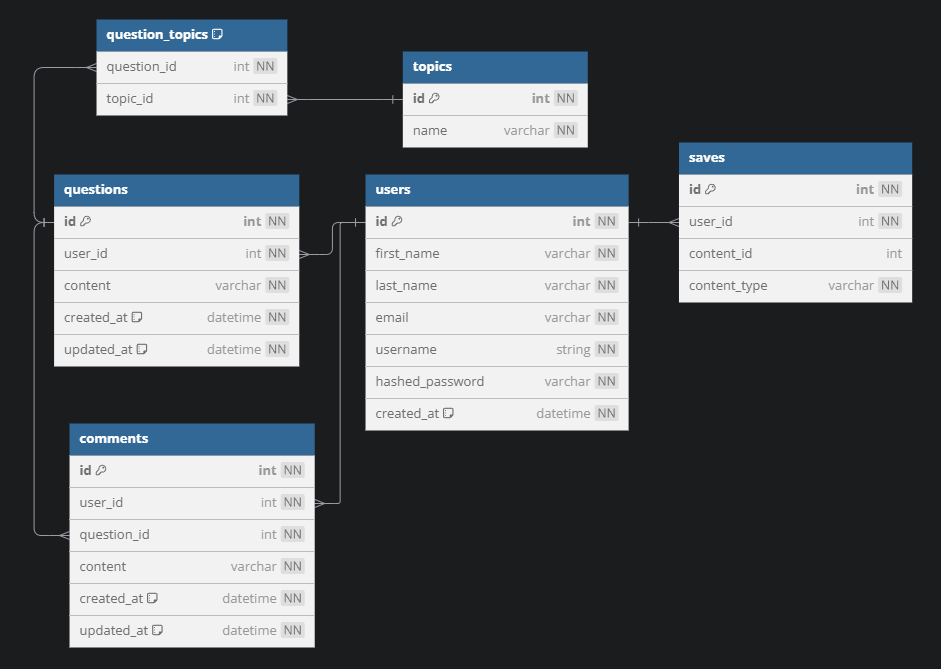 question_topics
question_id int NN
topic_id int NN
topics
id int NN
name varchar NN
saves
id int NN
user_id int NN
content_id int
content_type varchar NN
questions
id int NN
user_id int NN
content varchar NN
created_at datetime NN
updated_at datetime NN
users
id int NN
first_name varchar NN
last_name varchar NN
email varchar NN
username string NN
hashed_password varchar NN
created_at datetime NN
comments
id int NN
user_id int NN
question_id int NN
content varchar NN
created_at datetime NN
updated_at datetime NN